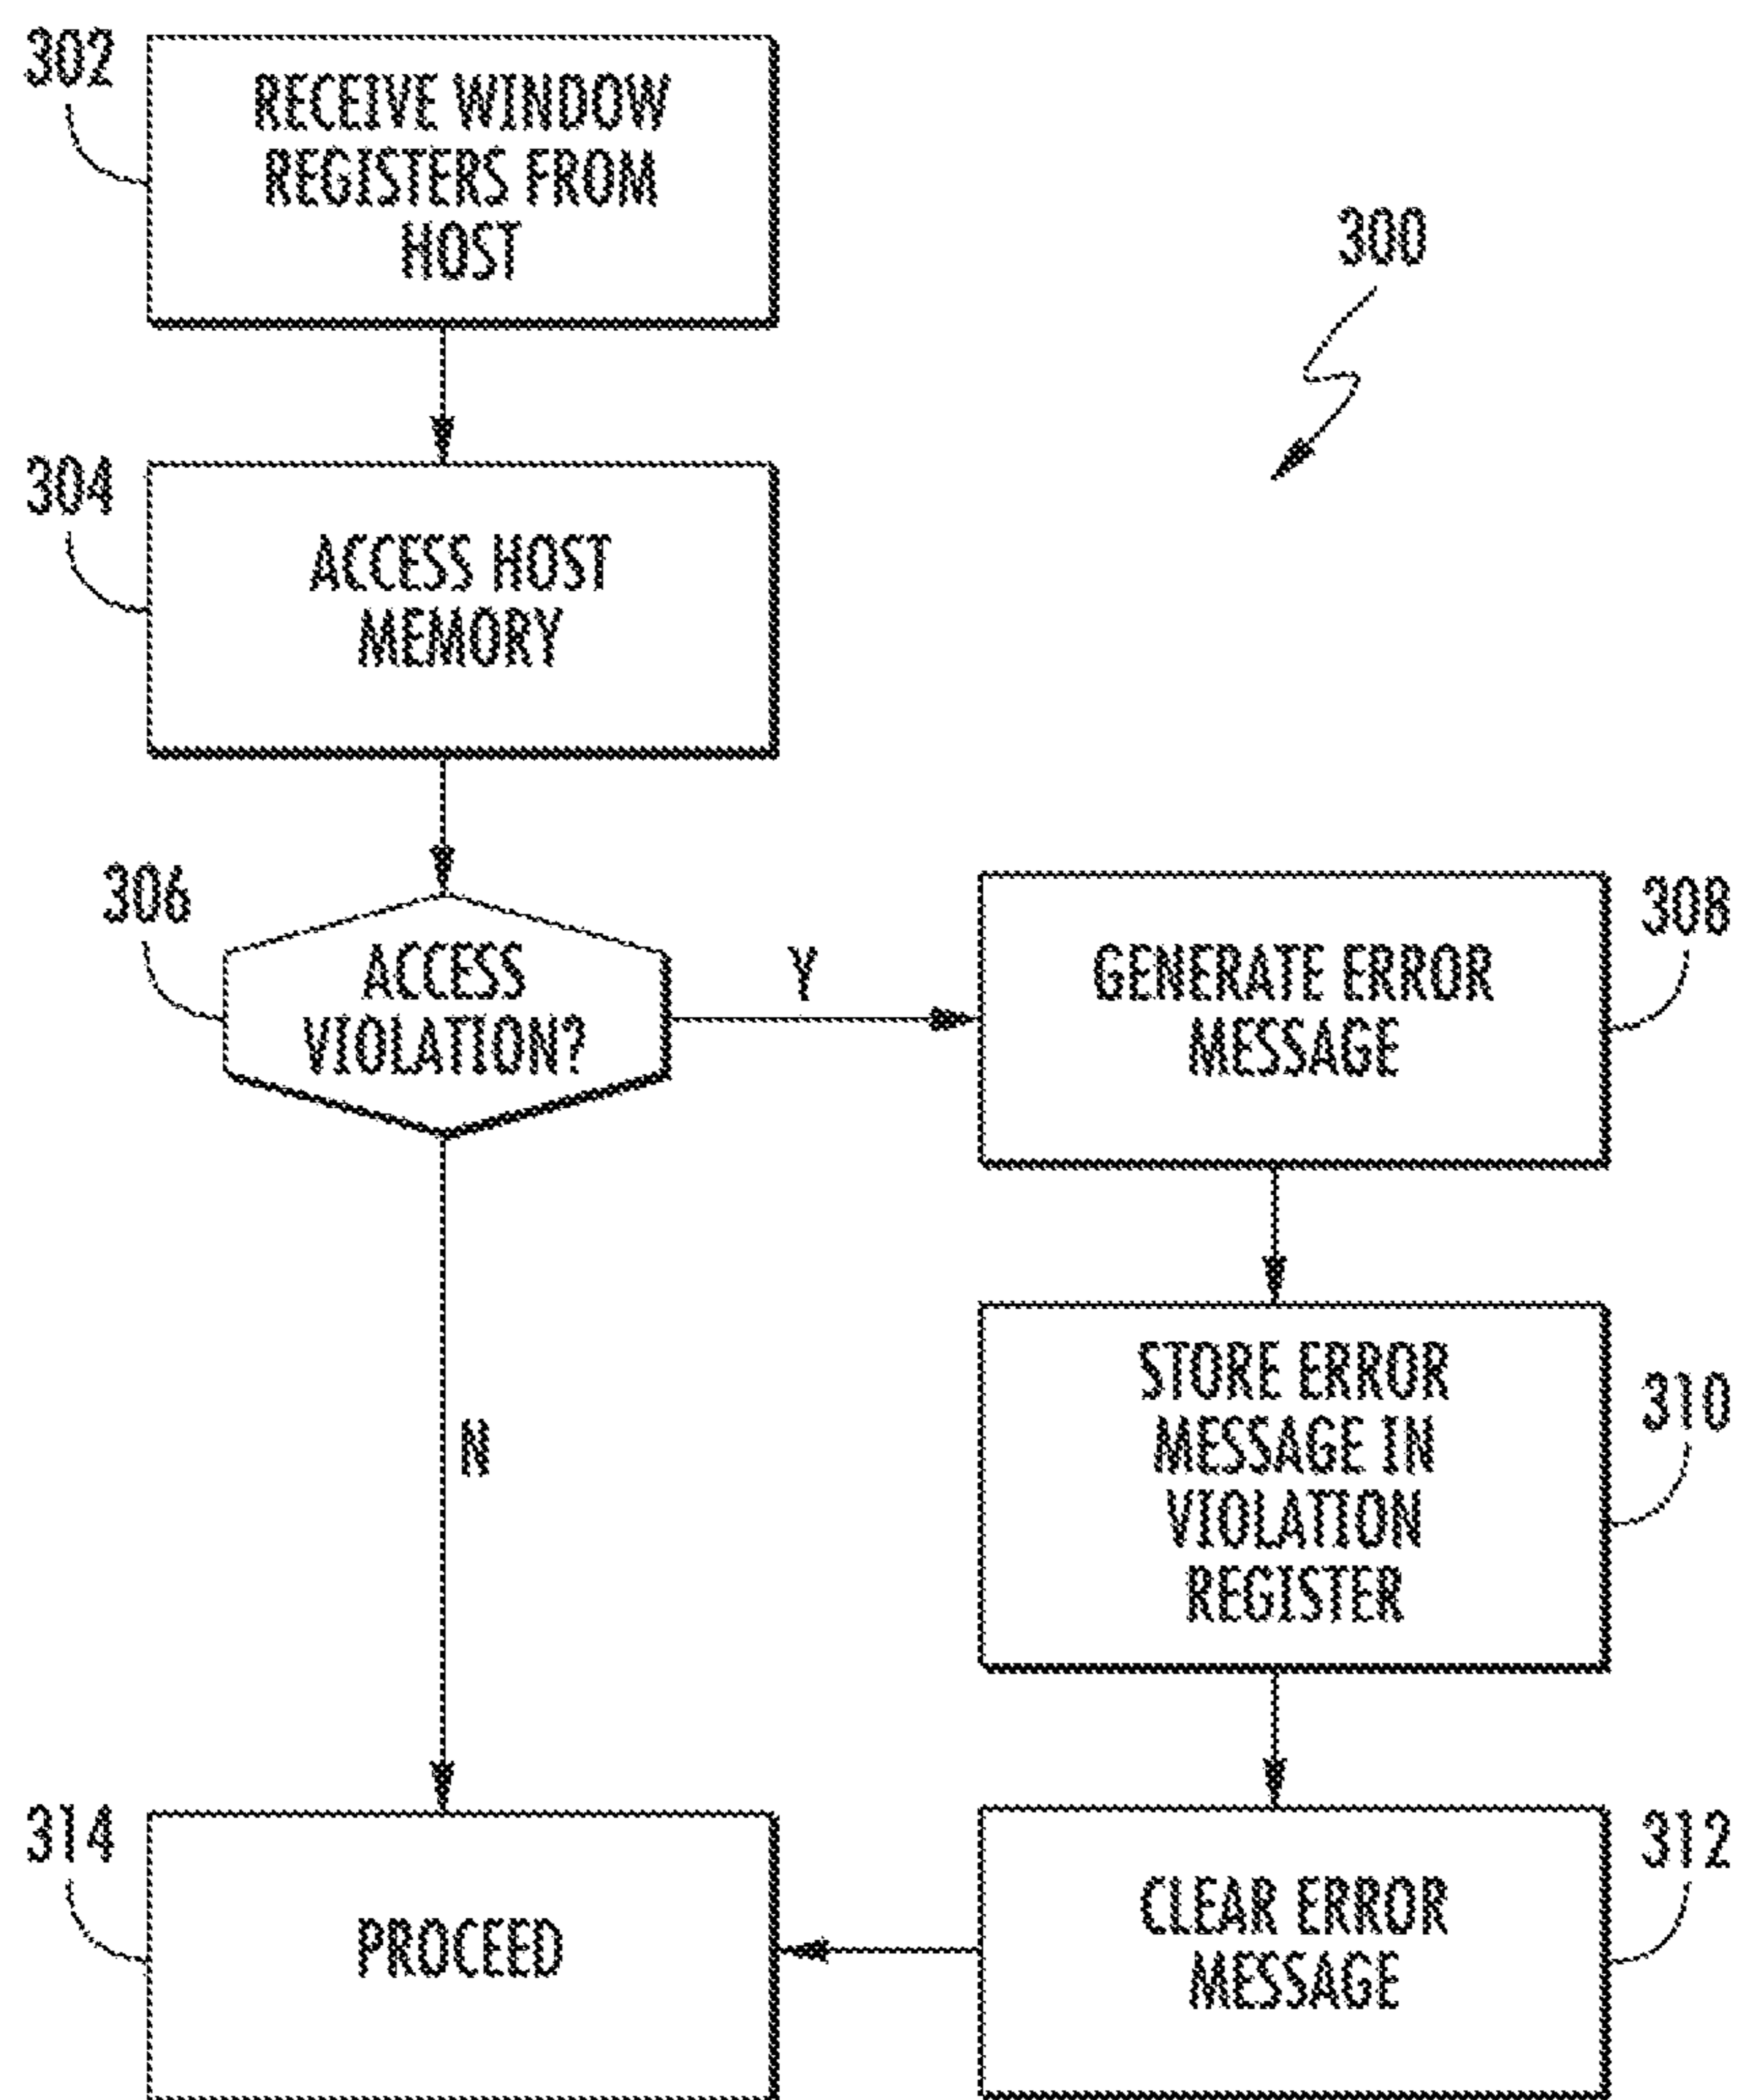 302
RECEIVE WINDOW
REGISTERS FROM
HOST
300
304
ACCESS HOST
MEMORY
306
ACCESS
VIOLATION?
Y
308
GENERATE ERROR
MESSAGE
N
310
STORE ERROR
MESSAGE IN
VIOLATION
REGISTER
314
PROCEED
312
CLEAR ERROR
MESSAGE